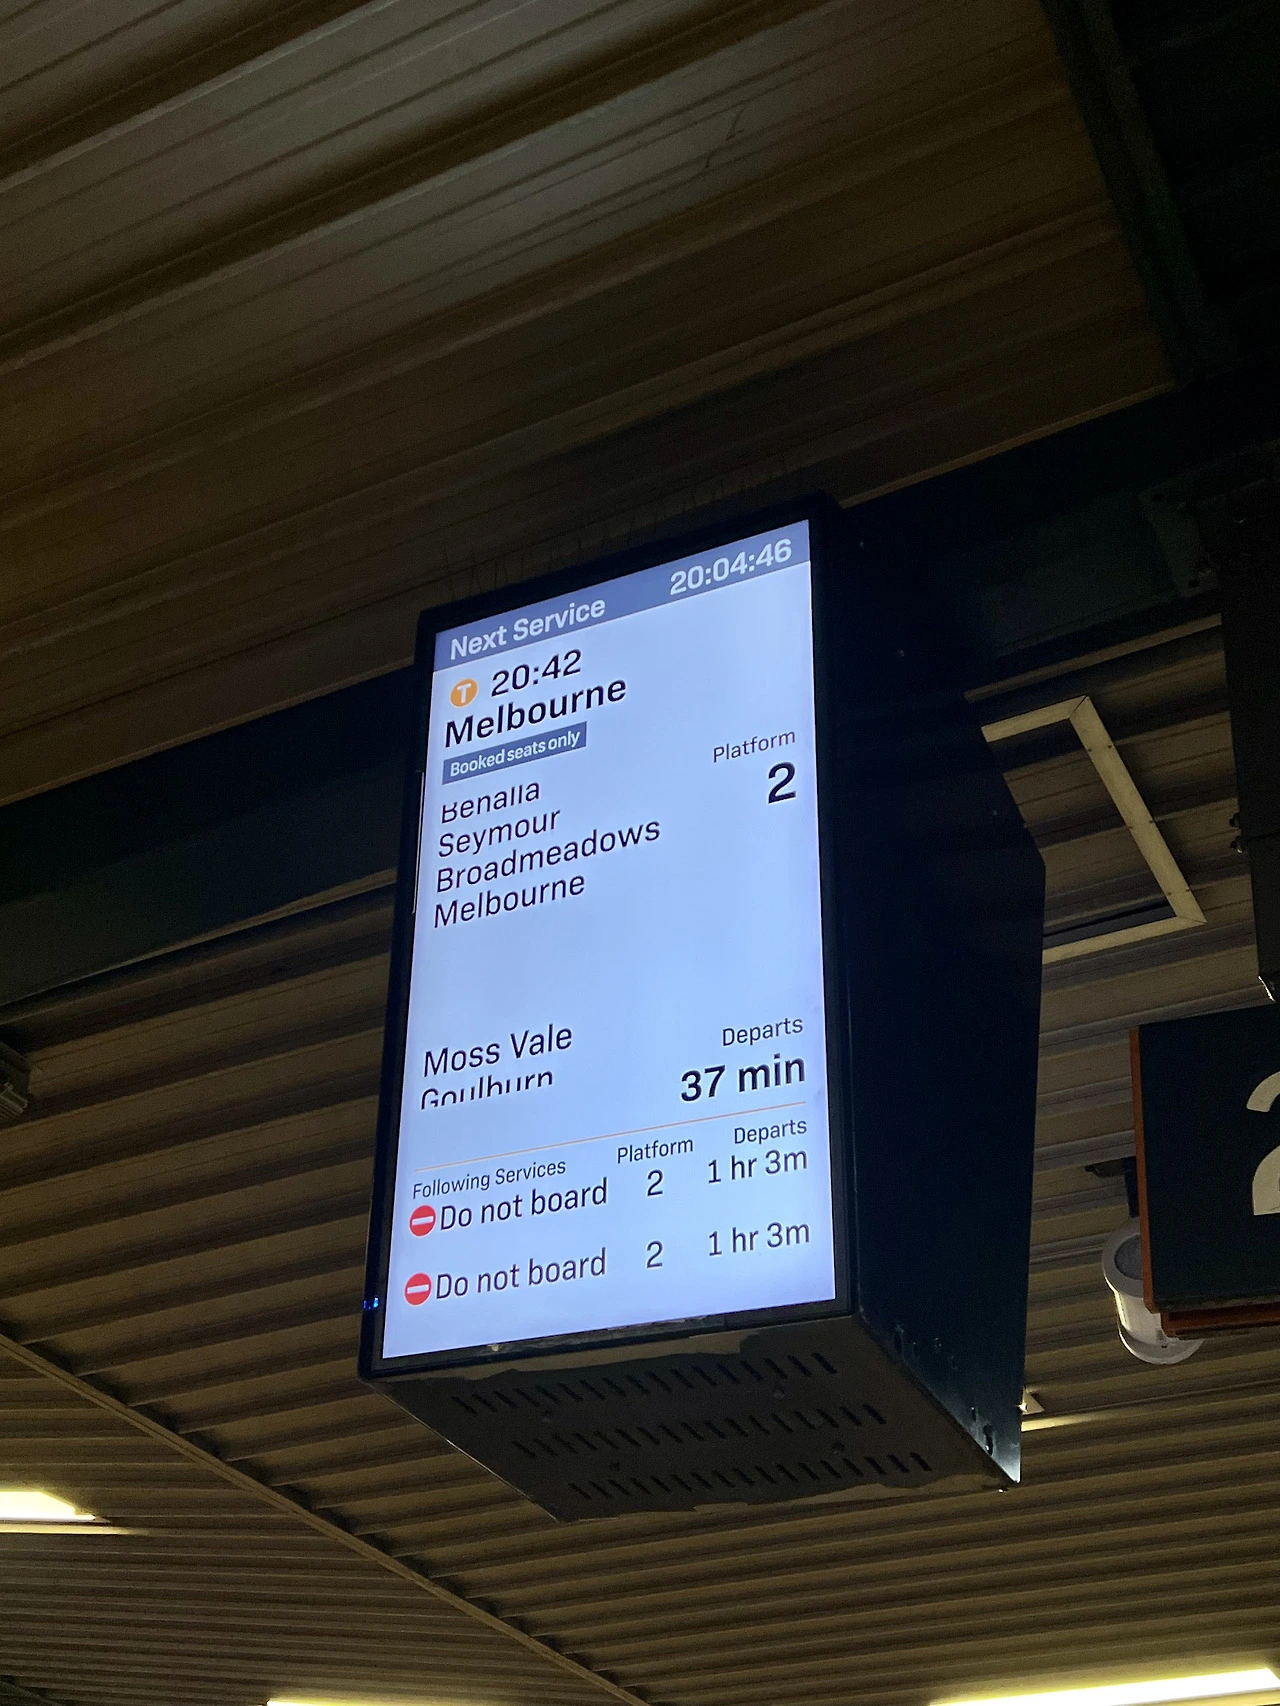 Next Service 20:04:46
T 20:42
Melbourne
Booked seats only
Platform
2
Benalla
Seymour
Broadmeadows
Melbourne
Moss Vale
Goulburn
Departs
37 min
Following Services Platform Departs
Do not board 2 1 hr 3m
Do not board 2 1 hr 3m
2